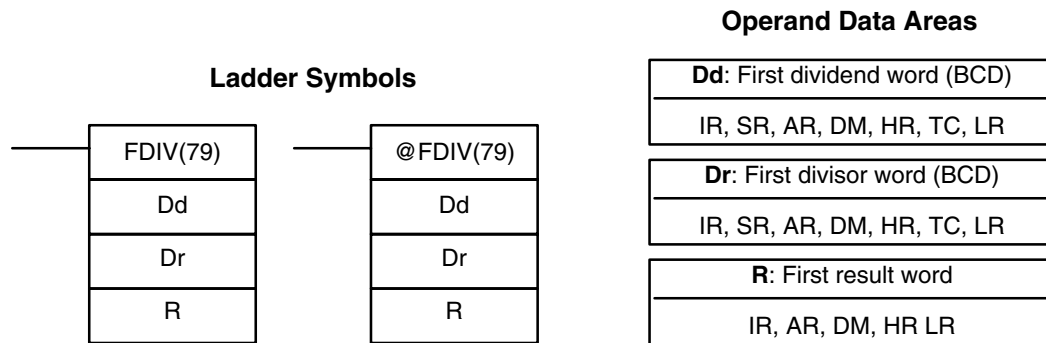 Ladder Symbols
FDIV(79)
Dd
Dr
R
@FDIV(79)
Dd
Dr
R
Operand Data Areas
Dd: First dividend word (BCD)
IR, SR, AR, DM, HR, TC, LR
Dr: First divisor word (BCD)
IR, SR, AR, DM, HR, TC, LR
R: First result word
IR, AR, DM, HR LR